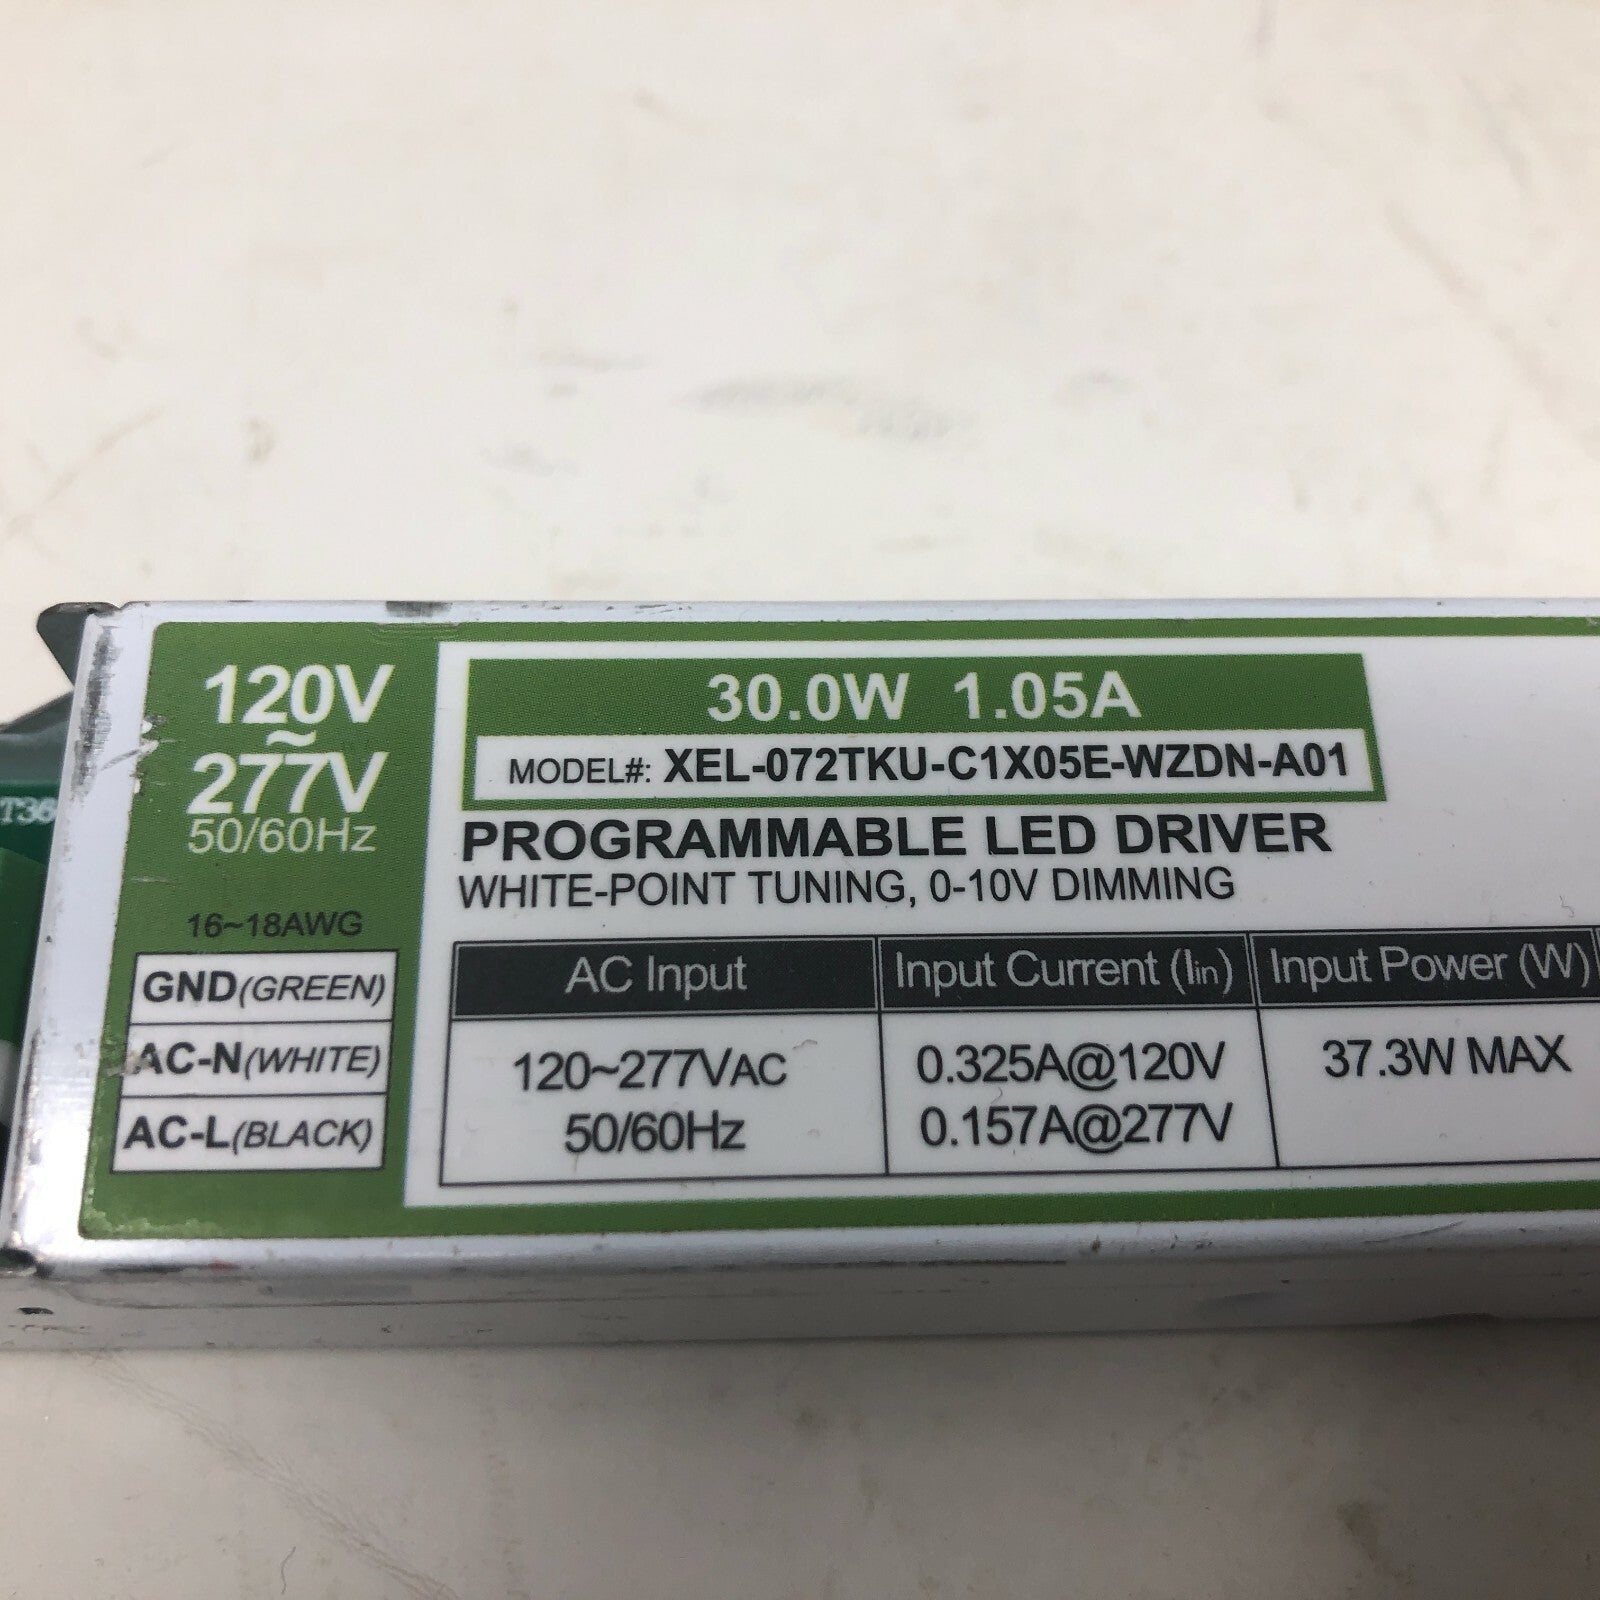 120V
~
277V
50/60Hz
16~18AWG
GND(GREEN)
AC-N(WHITE)
AC-L(BLACK)
30.0W 1.05A
MODEL#: XEL-072TKU-C1X05E-WZDN-A01
PROGRAMMABLE LED DRIVER
WHITE-POINT TUNING, 0-10V DIMMING
AC Input Input Current (Iin) Input Power (W)
120~277VAC 0.325A@120V 37.3W MAX
50/60Hz 0.157A@277V